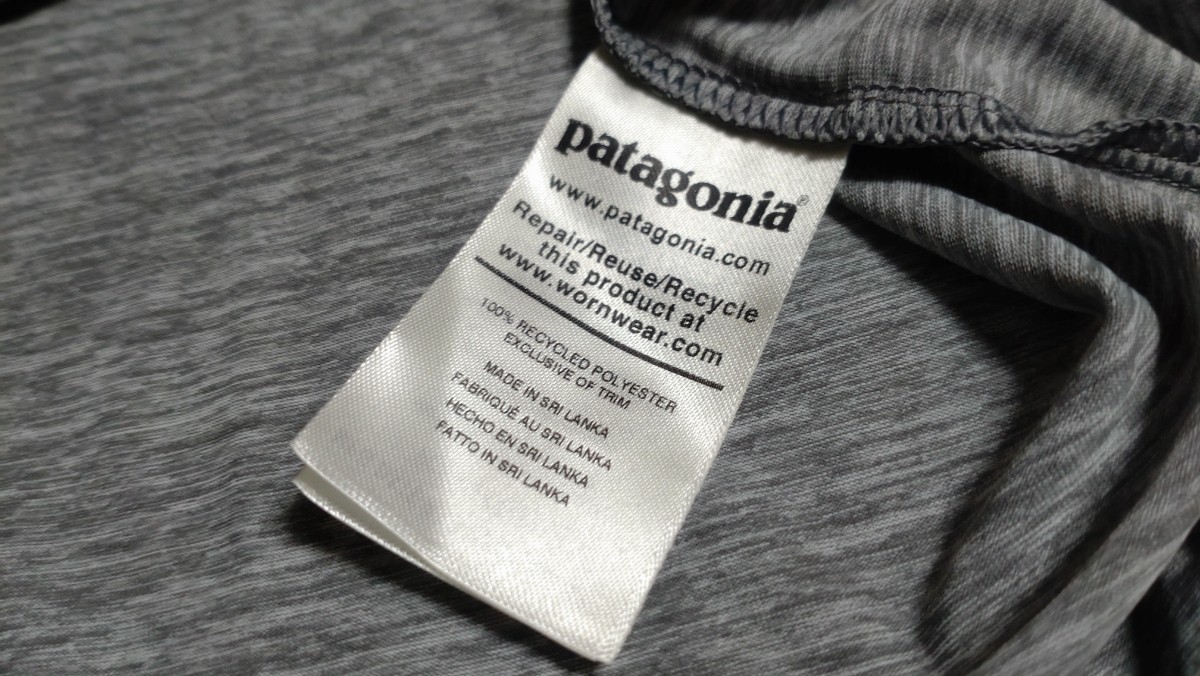 patagonia®
www.patagonia.com
Repair/Reuse/Recycle
this product at
www.wornwear.com
100% RECYCLED POLYESTER
EXCLUSIVE OF TRIM
MADE IN SRI LANKA
FABRIQUÉ AU SRI LANKA
HECHO EN SRI LANKA
FATTO IN SRI LANKA